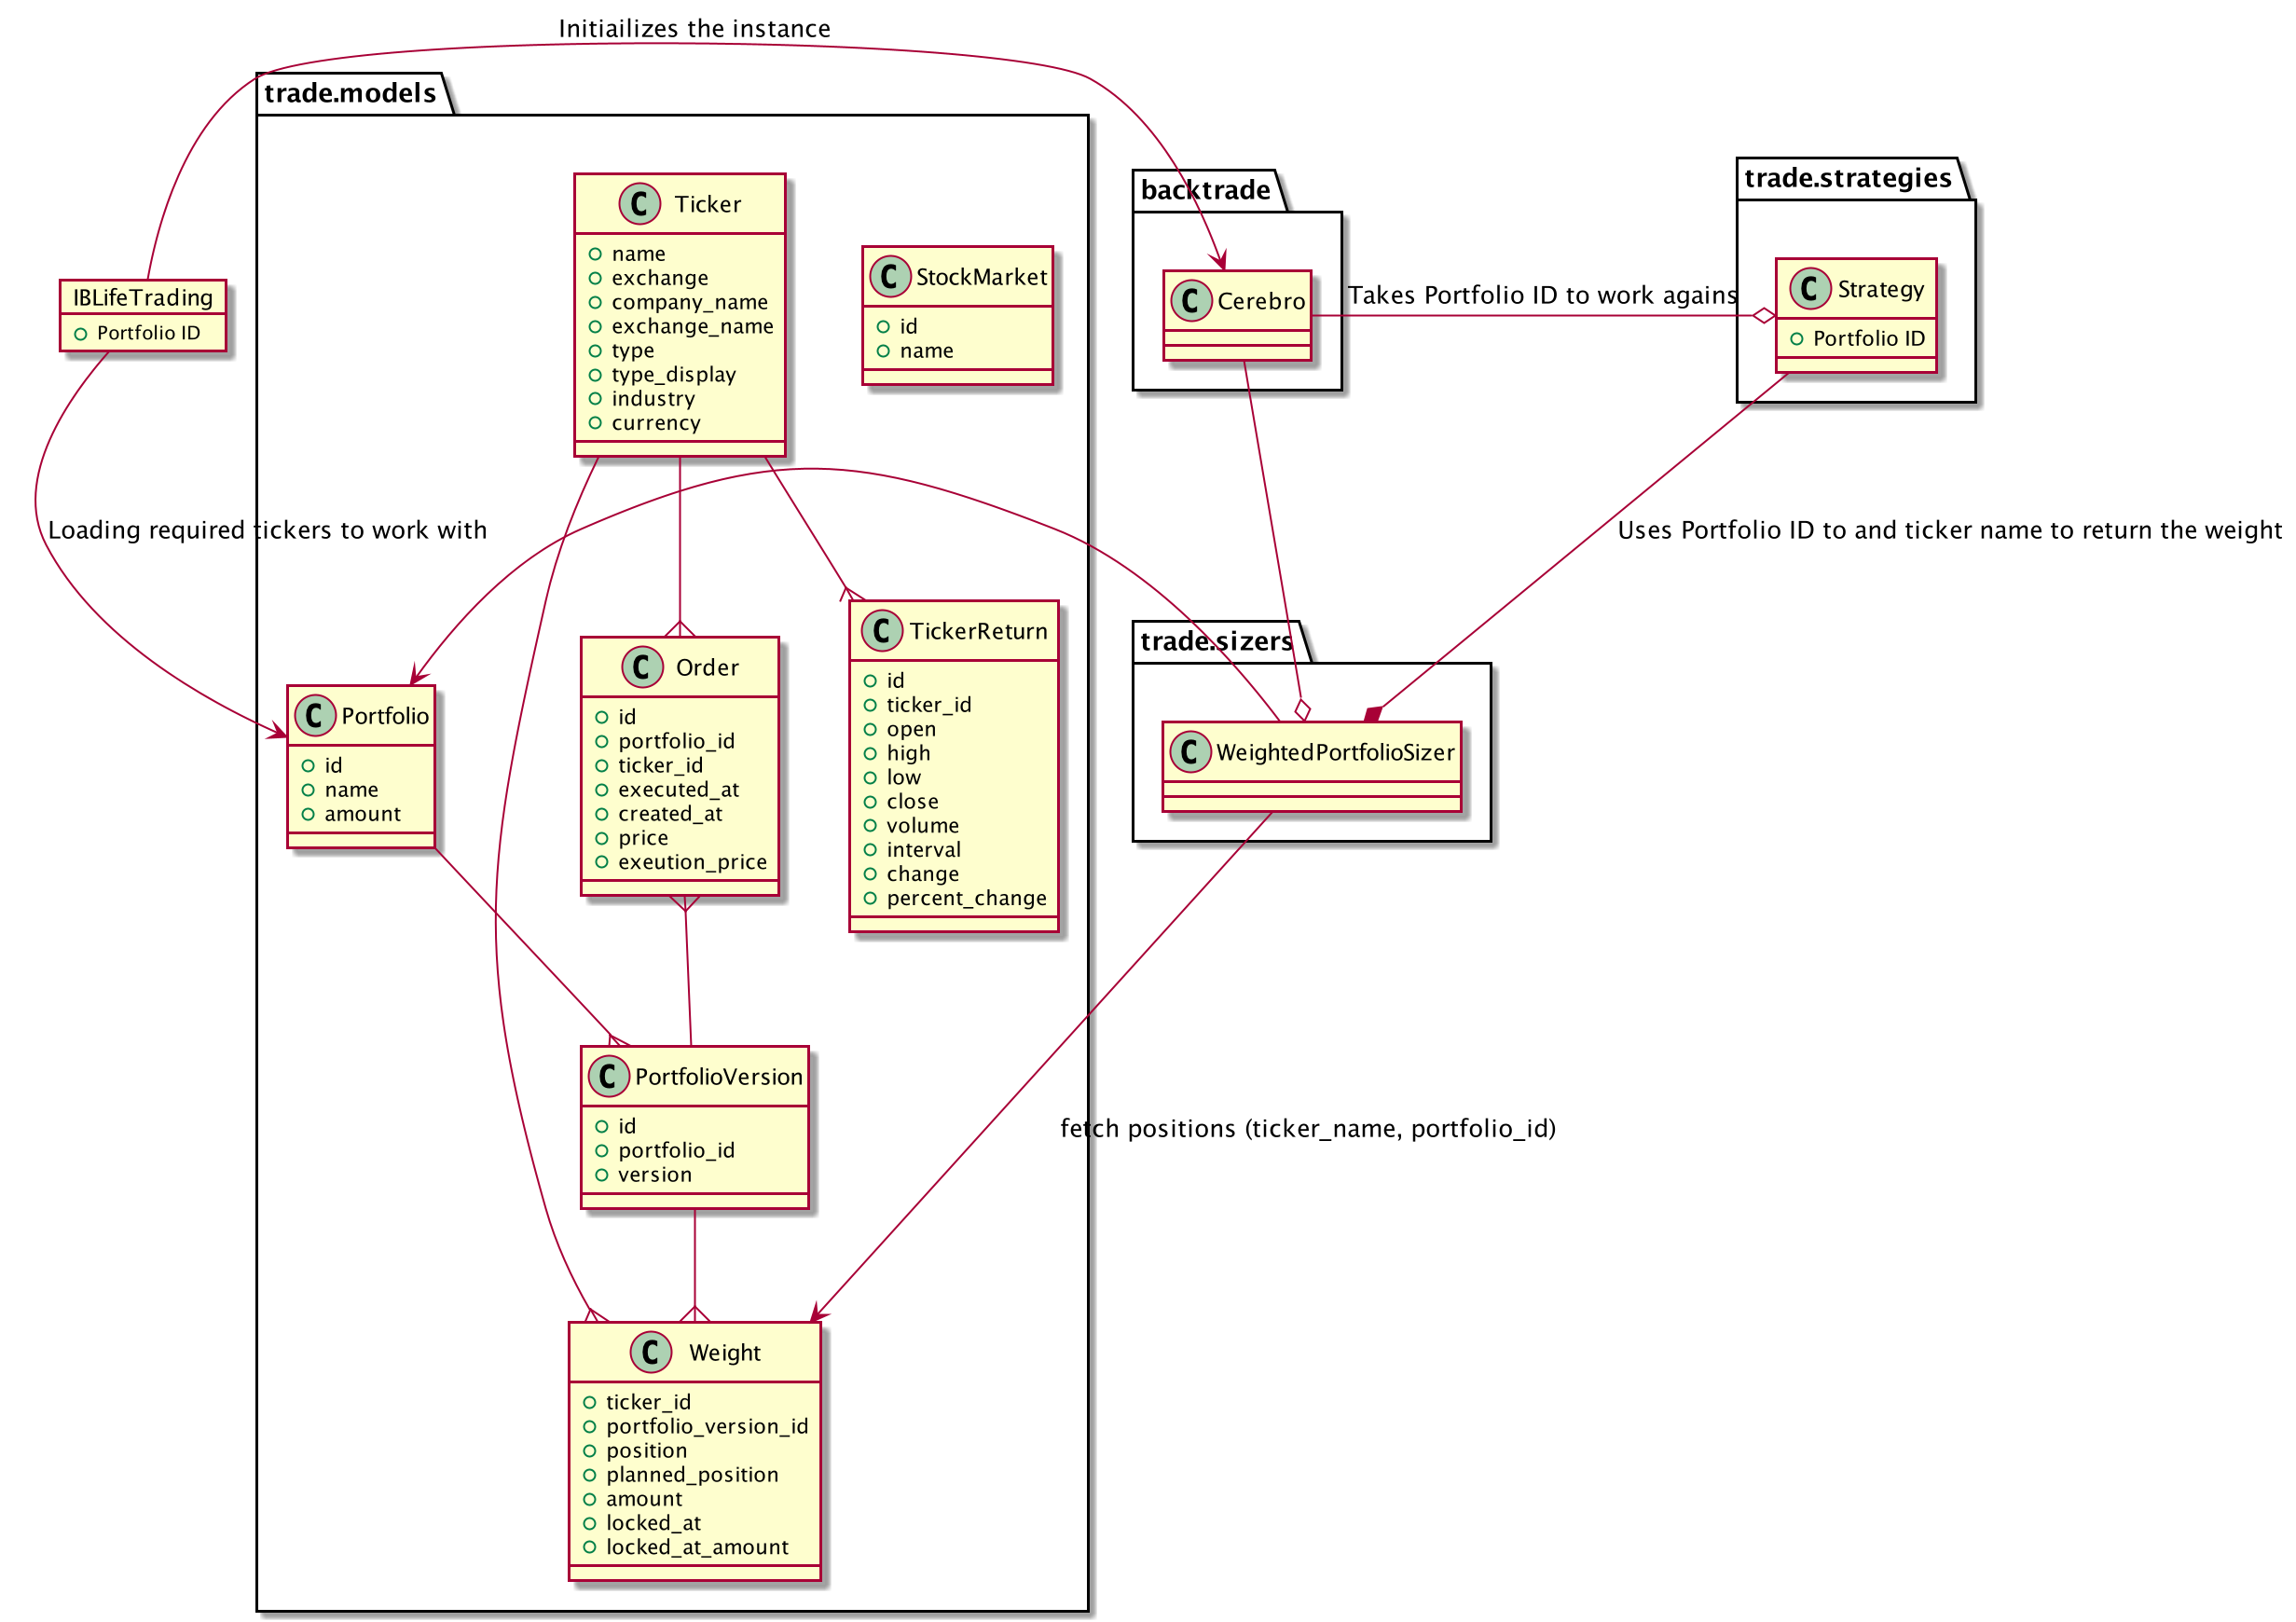 Initiailizes the instance
trade.models
backtrade
trade.strategies
C Ticker
name
exchange
company_name
exchange_name
type
type_display
industry
currency
C StockMarket
id
name
C Cerebro
C Strategy
Portfolio ID
IBLifeTrading
Portfolio ID
Takes Portfolio ID to work agains
Loading required tickers to work with
Uses Portfolio ID to and ticker name to return the weight
C TickerReturn
id
ticker_id
open
high
low
close
volume
interval
change
percent_change
C Order
id
portfolio_id
ticker_id
executed_at
created_at
price
exeution_price
trade.sizers
C WeightedPortfolioSizer
C Portfolio
id
name
amount
C PortfolioVersion
id
portfolio_id
version
fetch positions (ticker_name, portfolio_id)
C Weight
ticker_id
portfolio_version_id
position
planned_position
amount
locked_at
locked_at_amount